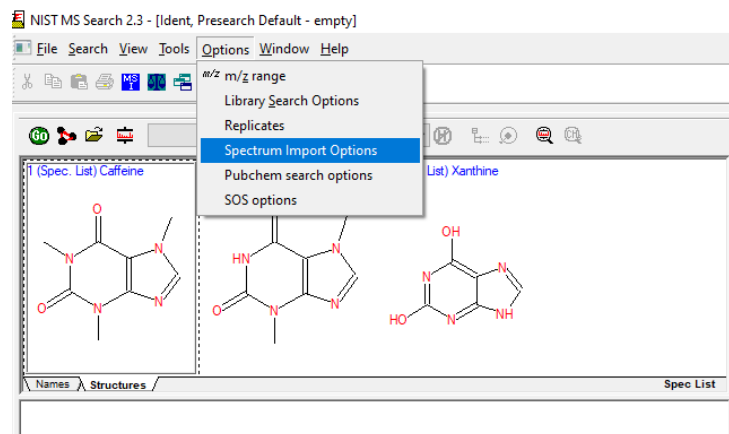 NIST MS Search 2.3 - [Ident, Presearch Default - empty]
File Search View Tools Options Window Help
MS
m/z m/z range
Library Search Options
Go Replicates
Spectrum Import Options
1 (Spec. List) Caffeine Pubchem search options List) Xanthine
SOS options
O OH
N N HN N N N
O N N O N N HO N NH
Names Structures Spec List